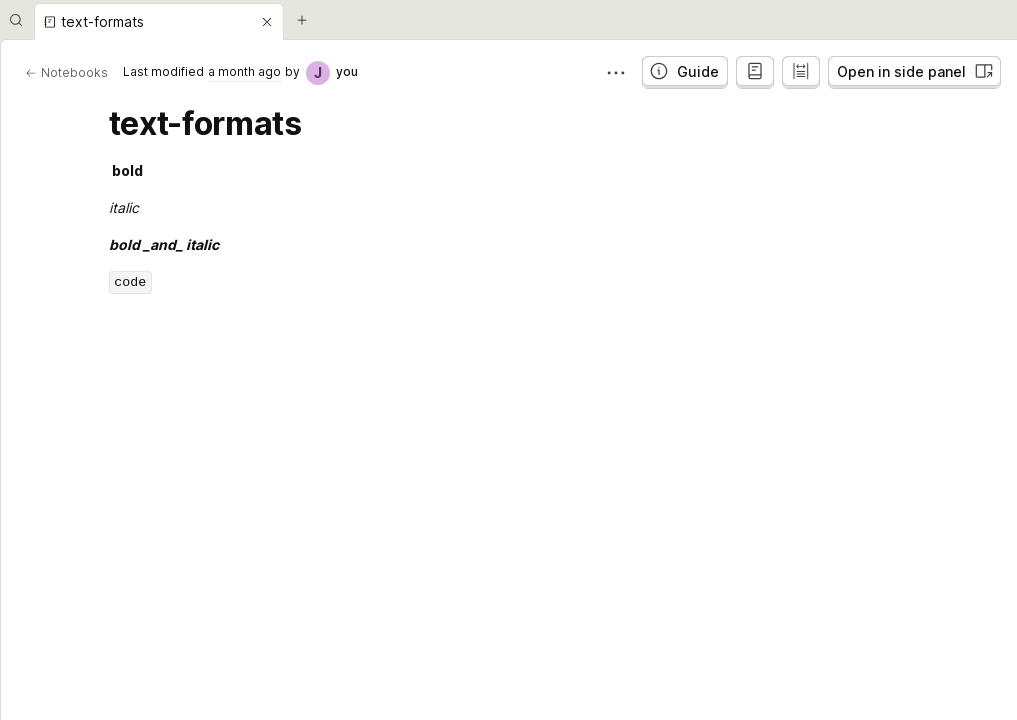 text-formats
Notebooks
Last modified a month ago by J you
Guide
Open in side panel
text-formats
bold
italic
bold _and_ italic
code